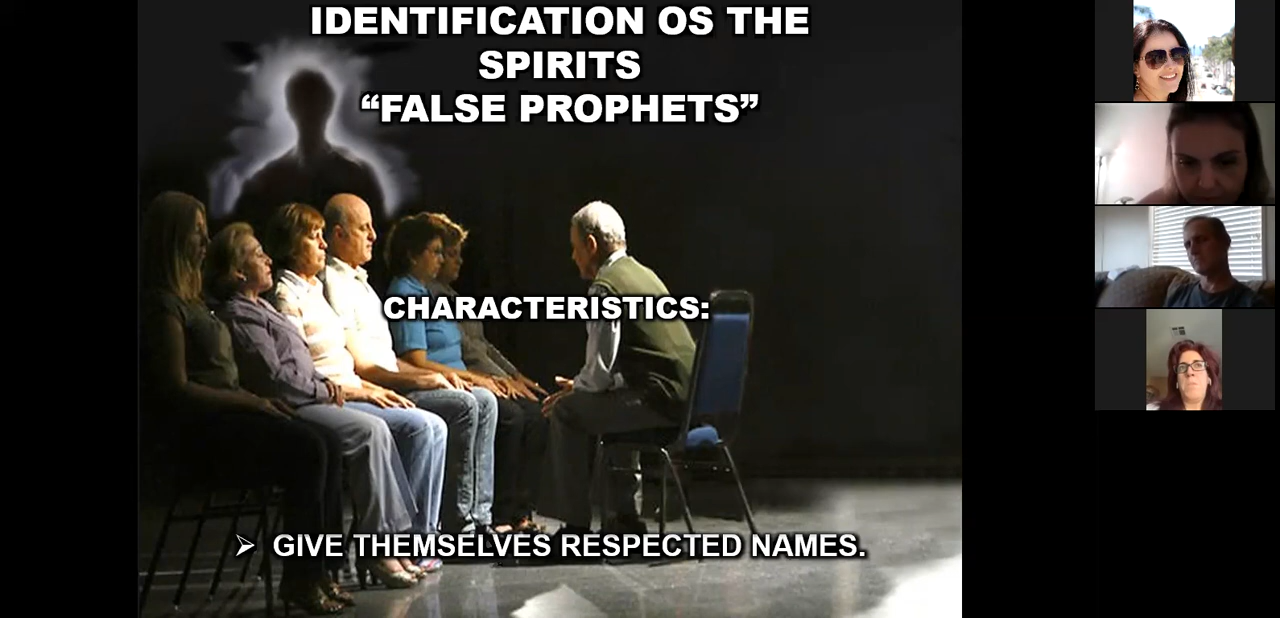 IDENTIFICATION OS THE
SPIRITS
“FALSE PROPHETS”
CHARACTERISTICS:
➢ GIVE THEMSELVES RESPECTED NAMES.